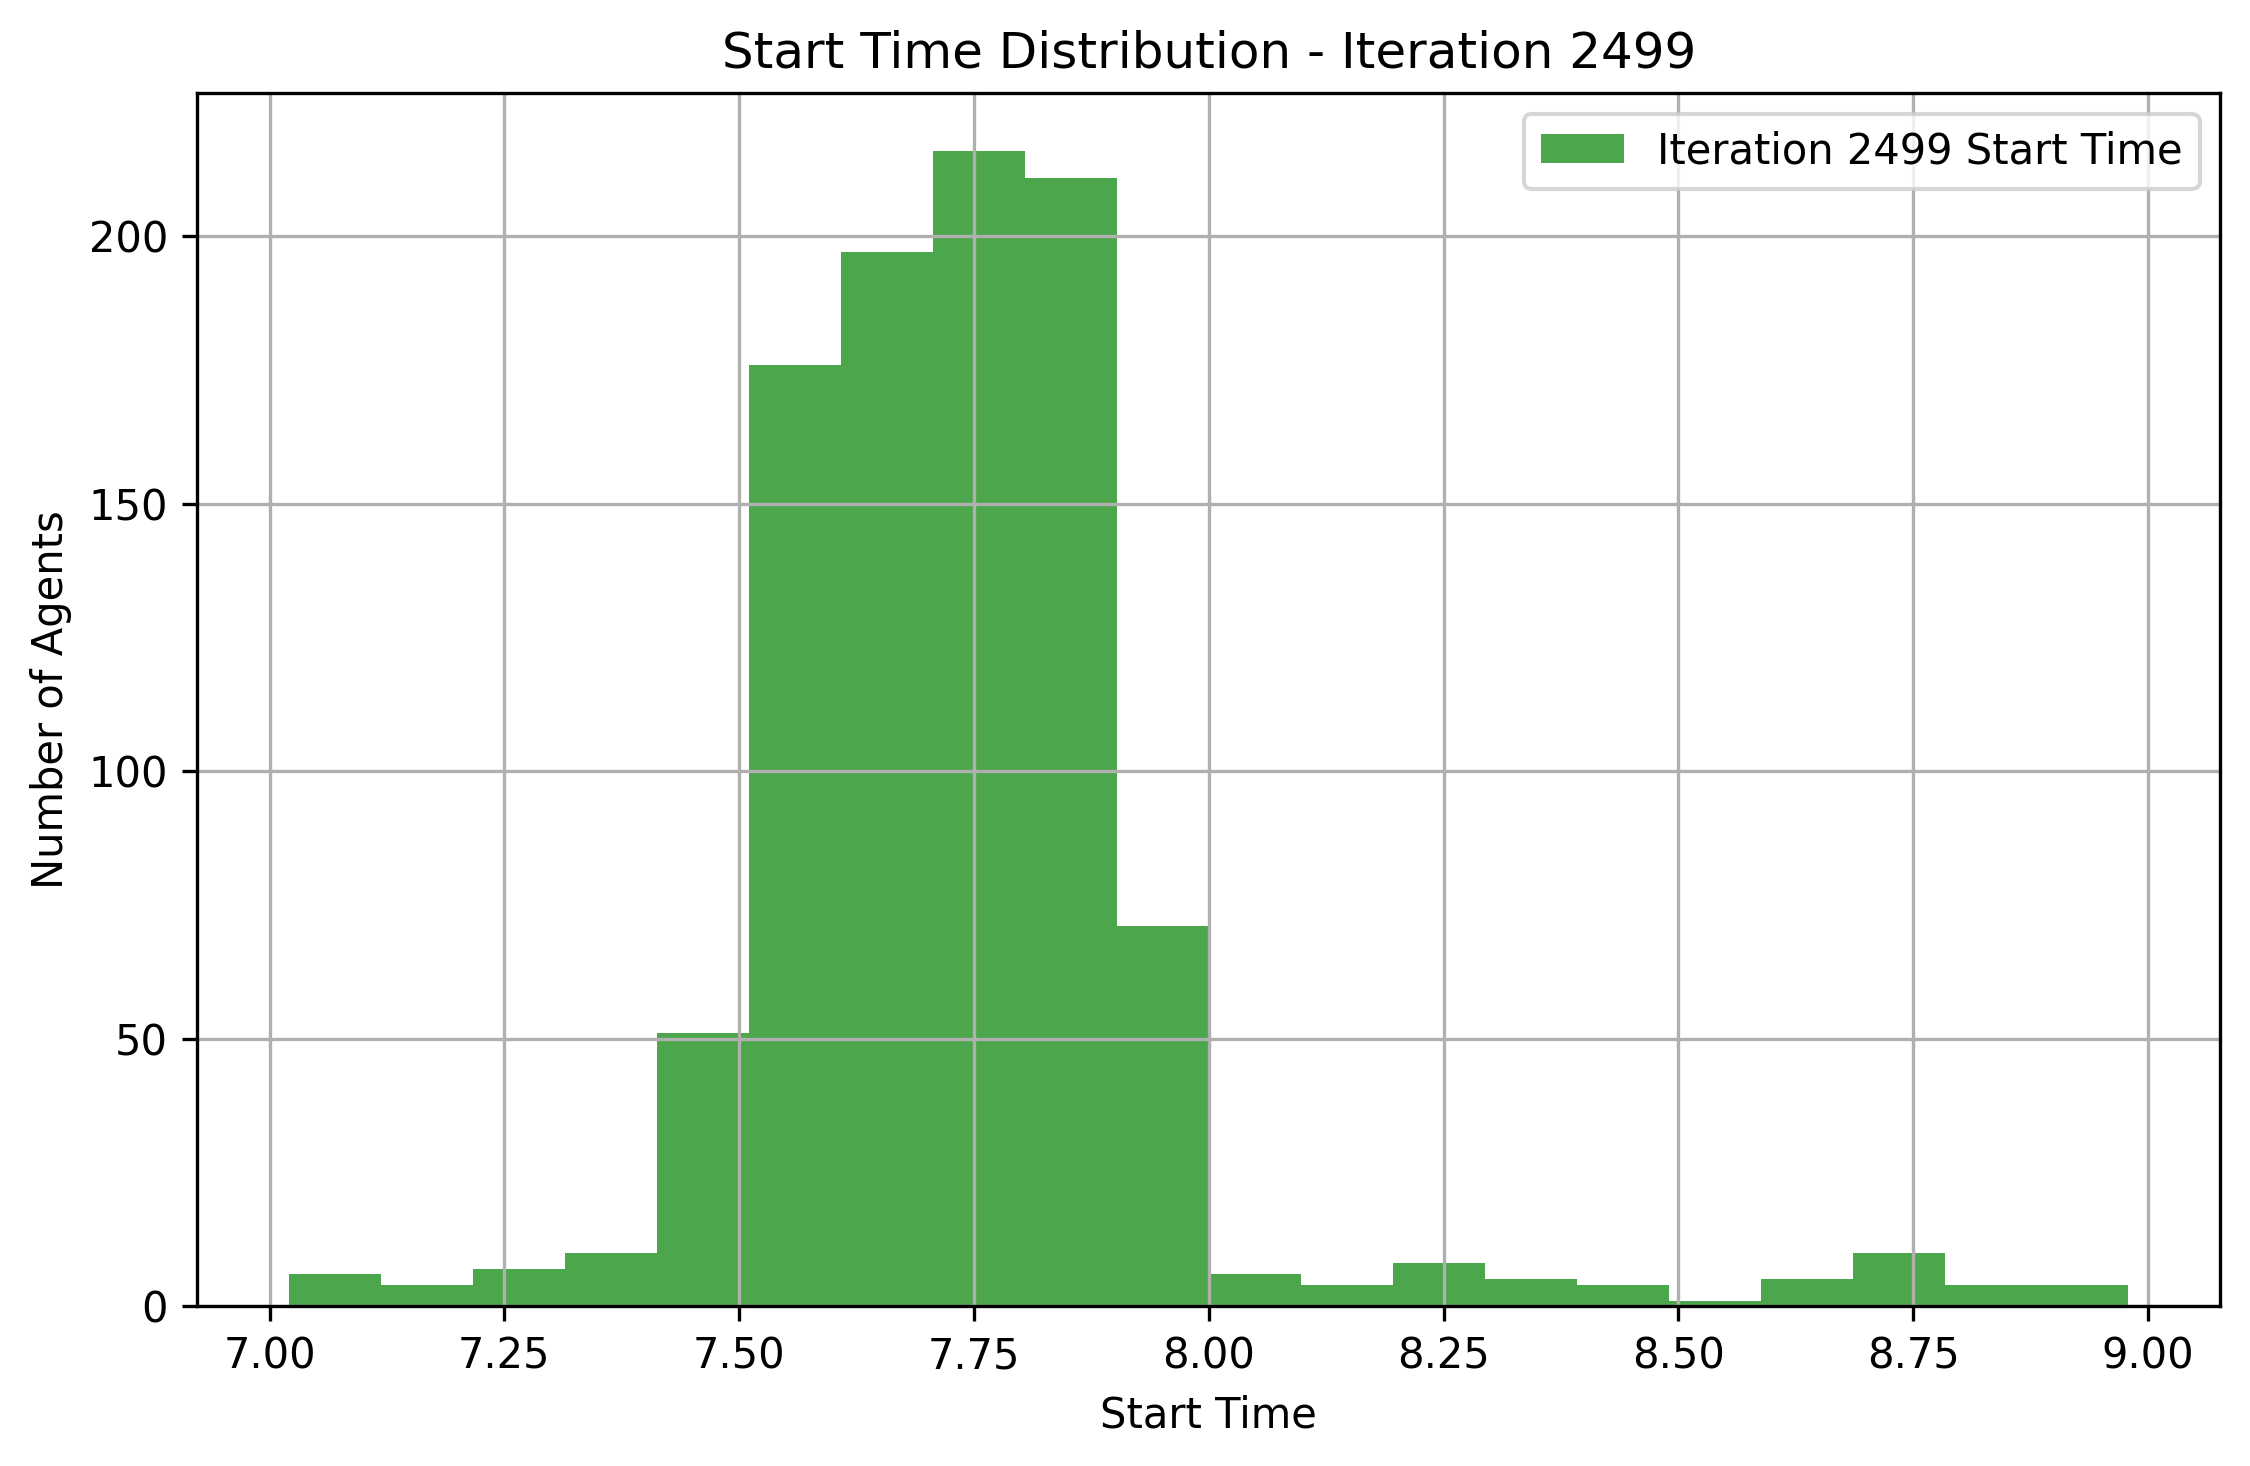 Start Time Distribution - Iteration 2499
Iteration 2499 Start Time
Number of Agents
200
150
100
50
0
7.00 7.25 7.50 7.75 8.00 8.25 8.50 8.75 9.00
Start Time